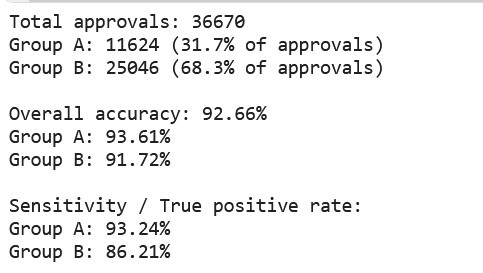 Total approvals: 36670
Group A: 11624 (31.7% of approvals)
Group B: 25046 (68.3% of approvals)
Overall accuracy: 92.66%
Group A: 93.61%
Group B: 91.72%
Sensitivity / True positive rate:
Group A: 93.24%
Group B: 86.21%